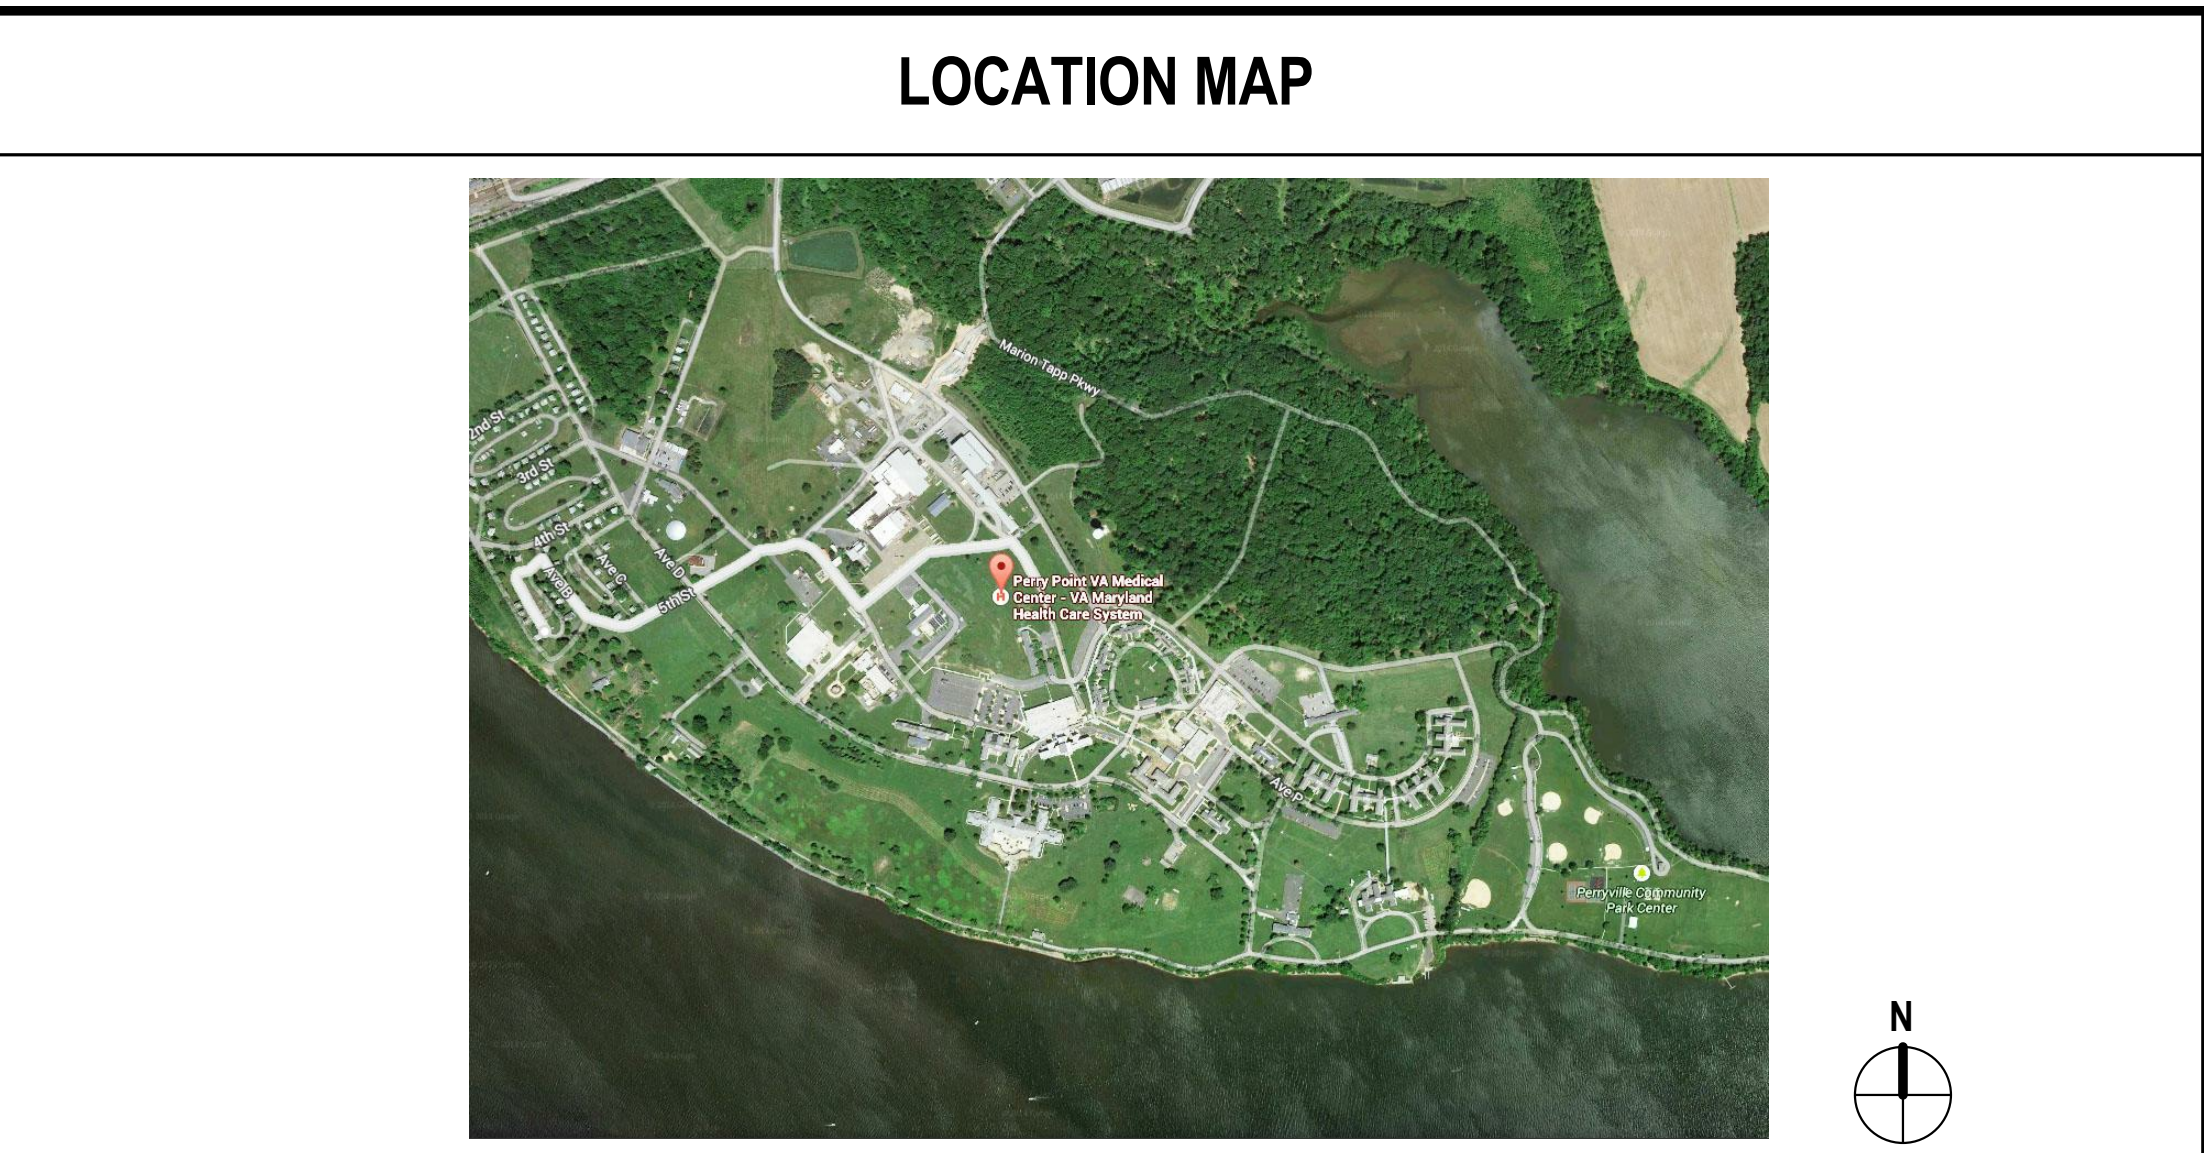 LOCATION MAP
Marion Tapp Pkwy
2nd St
3rd St
4th St
Ave B
Ave C
Ave D
5th St
Perry Point VA Medical
Center - VA Maryland
Health Care System
H
Ave P
Perryville Community
Park Center
N